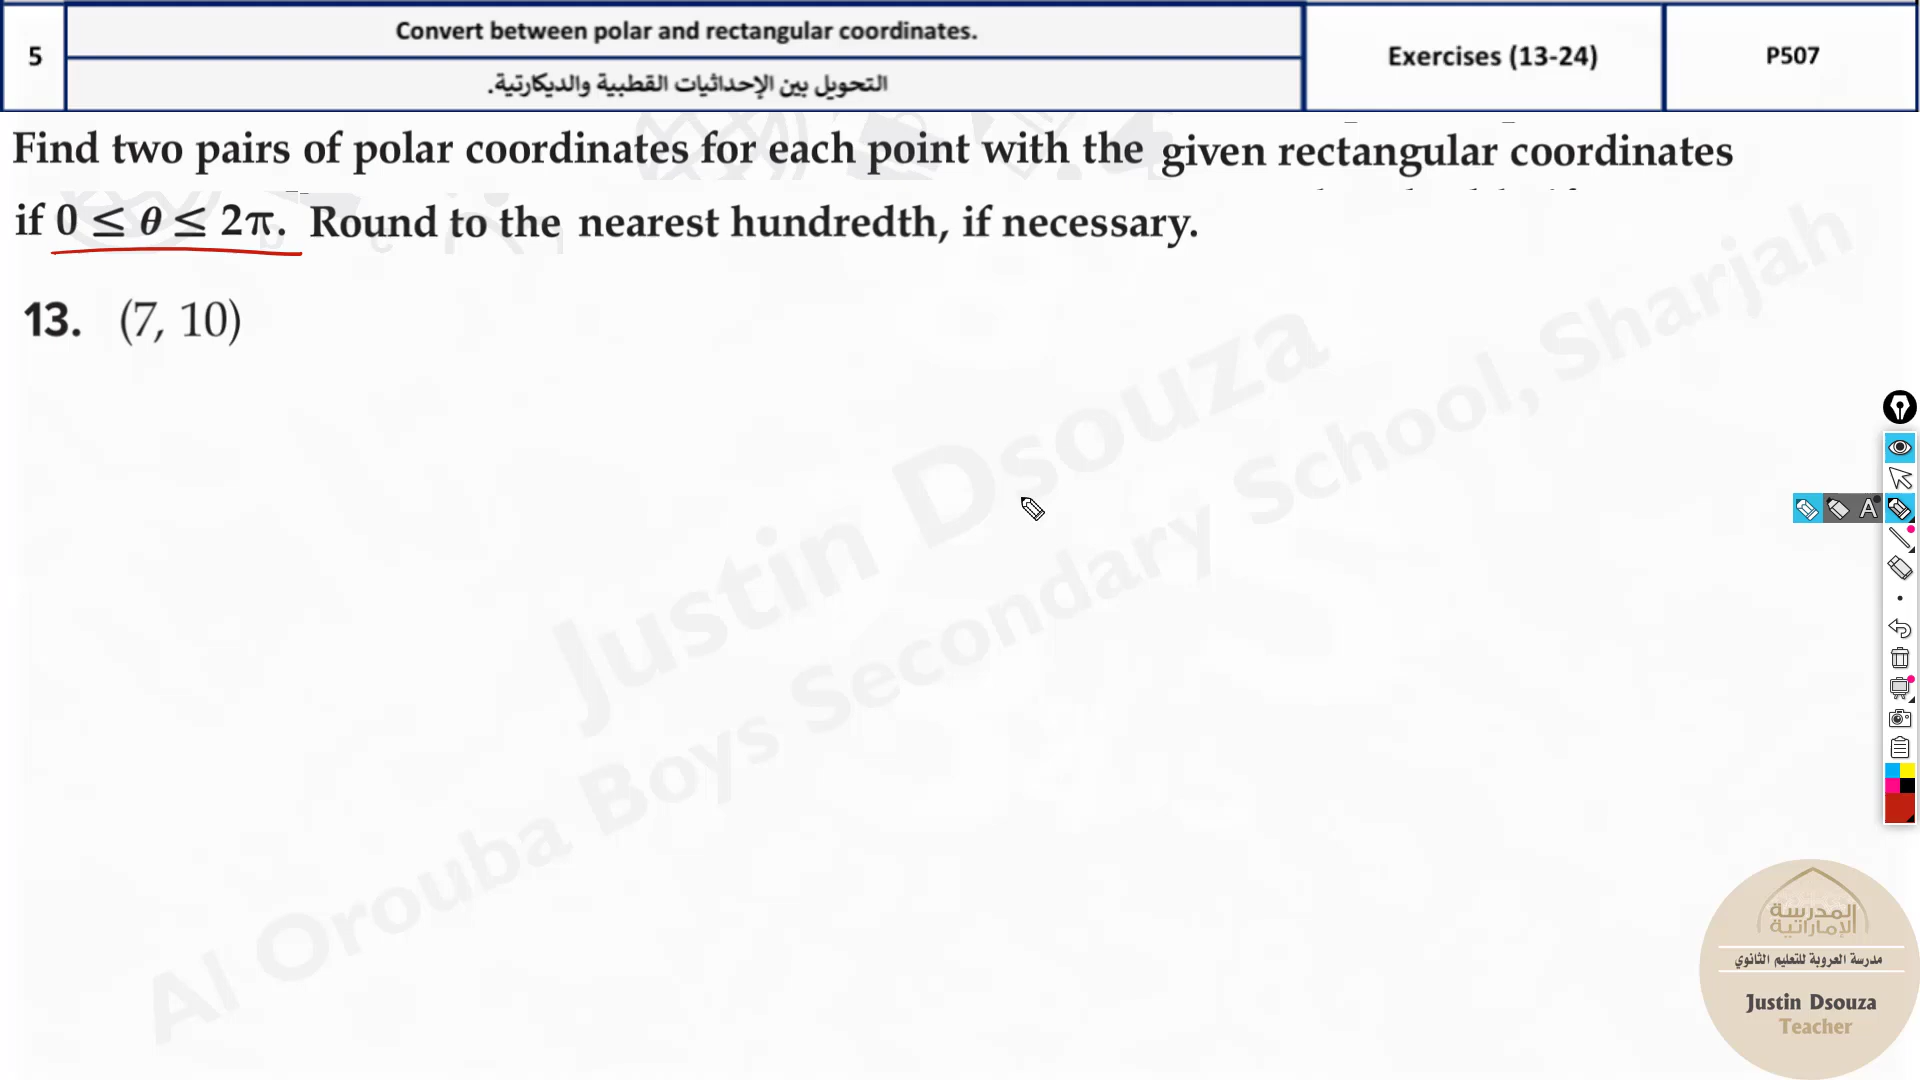 5
Convert between polar and rectangular coordinates.
التحويل بين الإحداثيات القطبية والديكارتية.
Exercises (13-24)
P507
Find two pairs of polar coordinates for each point with the given rectangular coordinates
if 0 ≤ θ ≤ 2π. Round to the nearest hundredth, if necessary.
13. (7, 10)
Justin Dsouza
Al Orouba Boys Secondary School, Sharjah
A
المدرسة
الإماراتية
مدرسة العروبة للتعليم الثانوي
Justin Dsouza
Teacher